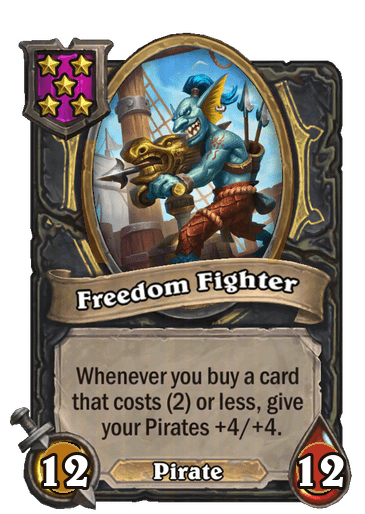 Freedom Fighter
Whenever you buy a card
that costs (2) or less, give
your Pirates +4/+4.
12
Pirate
12